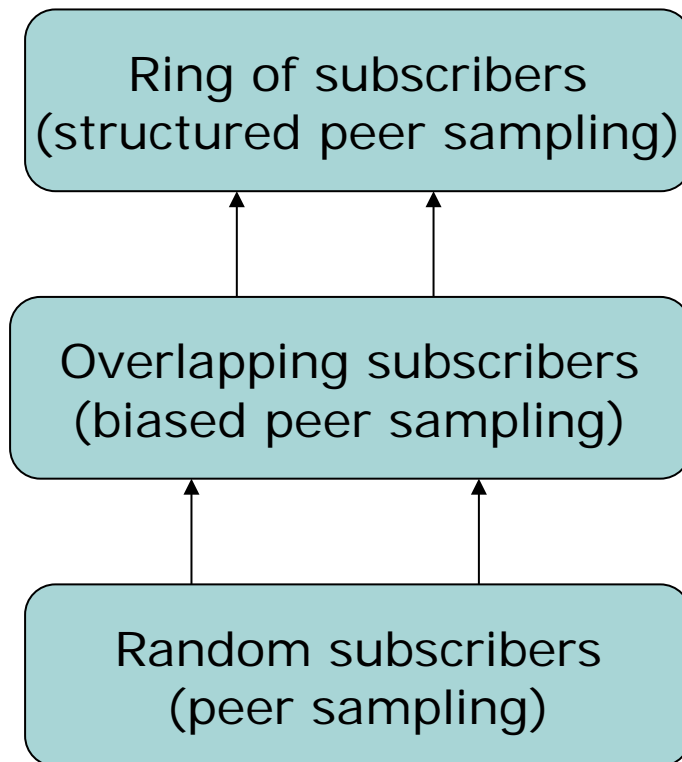 Ring of subscribers
(structured peer sampling)
Overlapping subscribers
(biased peer sampling)
Random subscribers
(peer sampling)